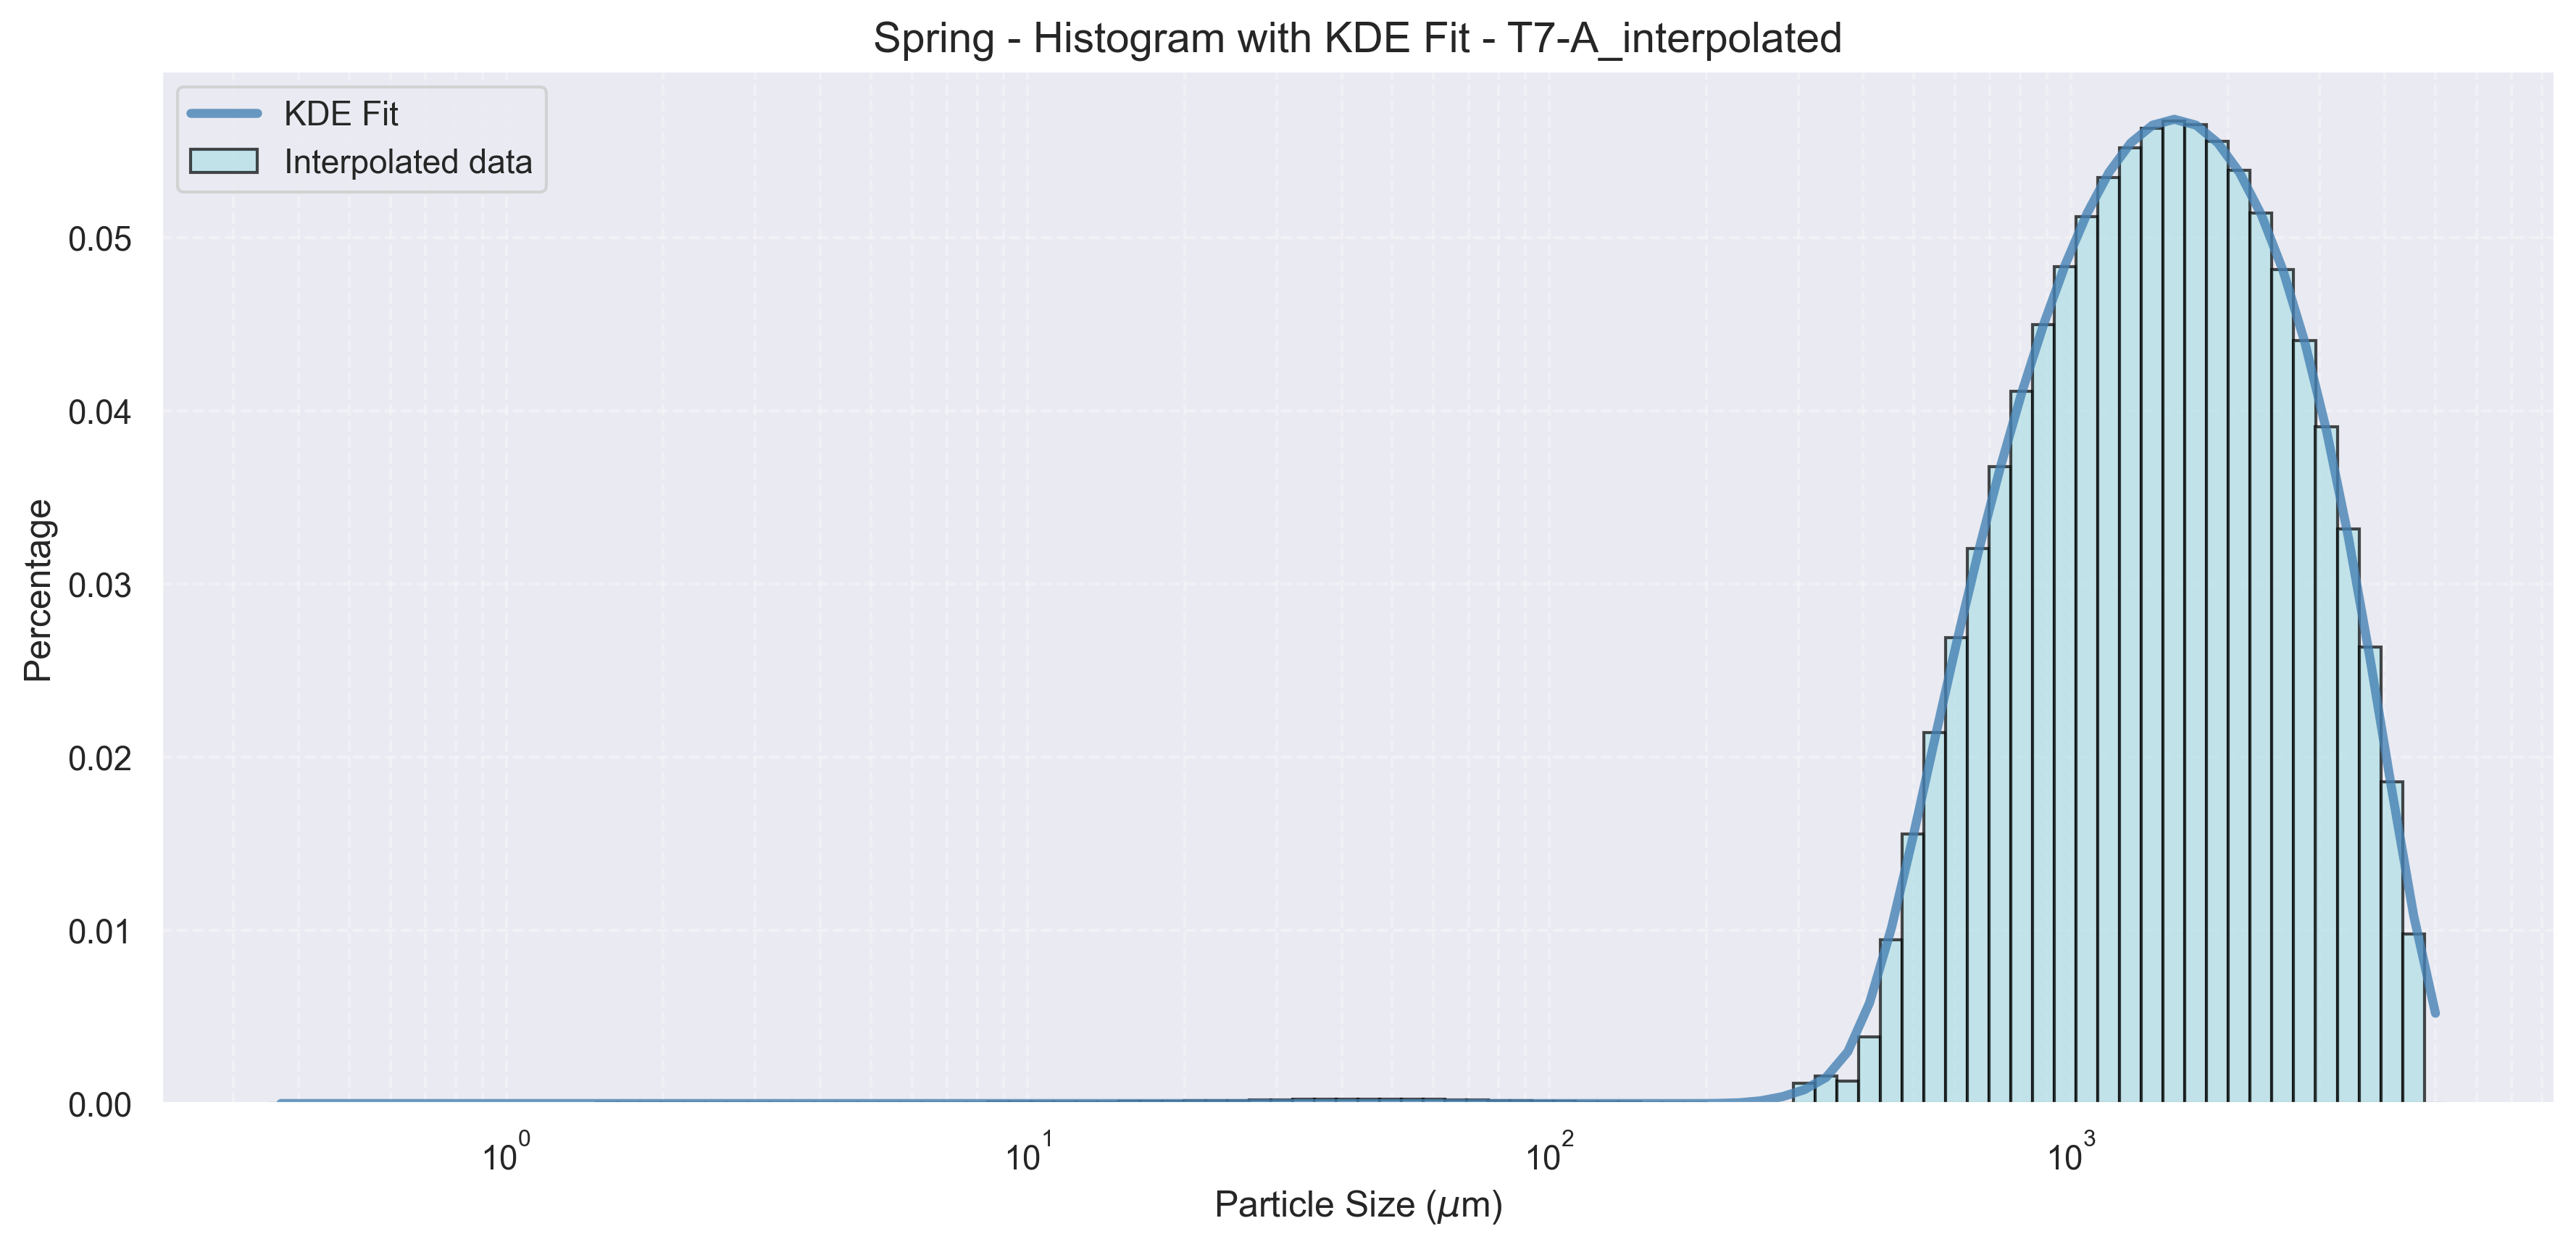 Spring - Histogram with KDE Fit - T7-A_interpolated
KDE Fit
Interpolated data
Percentage
0.05
0.04
0.03
0.02
0.01
0.00
10^0 10^1 10^2 10^3
Particle Size (μm)